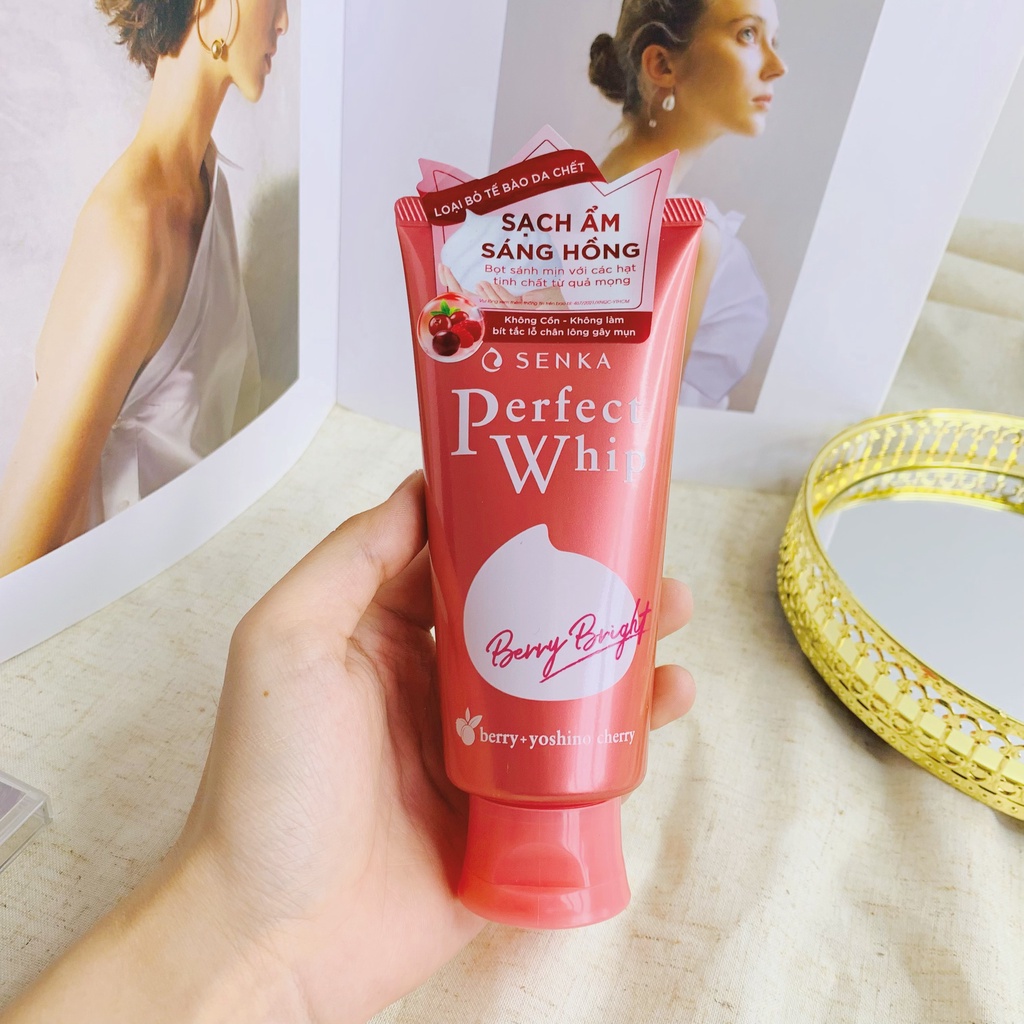 LOẠI BỎ TẾ BÀO DA CHẾT
SẠCH ẨM
SÁNG HỒNG
Bọt sánh mịn với các hạt
tinh chất từ quả mọng
Không Cồn - Không làm
bít tắc lỗ chân lông gây mụn
SENKA
Perfect
Whip
Berry Bright
berry+yoshino cherry